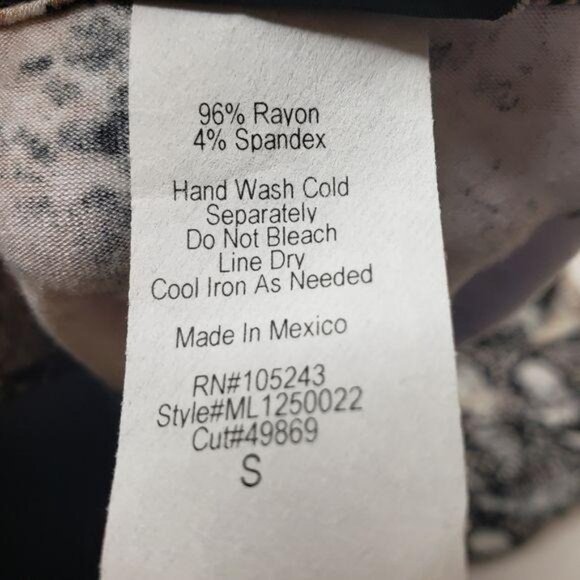 96% Rayon
4% Spandex
Hand Wash Cold
Separately
Do Not Bleach
Line Dry
Cool Iron As Needed
Made In Mexico
RN#105243
Style#ML1250022
Cut#49869
S